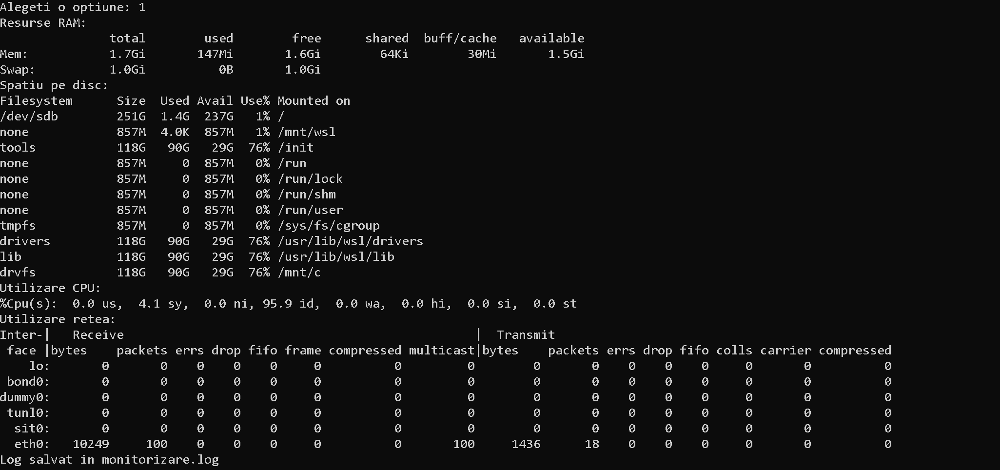 Alegeti o optiune: 1
Resurse RAM:
               total        used        free      shared  buff/cache   available
Mem:           1.7Gi       147Mi       1.6Gi        64Ki        30Mi       1.5Gi
Swap:          1.0Gi          0B       1.0Gi
Spatiu pe disc:
Filesystem      Size  Used Avail Use% Mounted on
/dev/sdb        251G  1.4G  237G   1% /
none            857M  4.0K  857M   1% /mnt/wsl
tools           118G   90G   29G  76% /init
none            857M     0  857M   0% /run
none            857M     0  857M   0% /run/lock
none            857M     0  857M   0% /run/shm
none            857M     0  857M   0% /run/user
tmpfs           857M     0  857M   0% /sys/fs/cgroup
drivers         118G   90G   29G  76% /usr/lib/wsl/drivers
lib             118G   90G   29G  76% /usr/lib/wsl/lib
drvfs           118G   90G   29G  76% /mnt/c
Utilizare CPU:
%Cpu(s):  0.0 us,  4.1 sy,  0.0 ni, 95.9 id,  0.0 wa,  0.0 hi,  0.0 si,  0.0 st
Utilizare retea:
Inter-|   Receive                                                |  Transmit
 face |bytes    packets errs drop fifo frame compressed multicast|bytes    packets errs drop fifo colls carrier compressed
    lo:       0       0    0    0    0     0          0         0        0       0    0    0    0     0       0          0
 bond0:       0       0    0    0    0     0          0         0        0       0    0    0    0     0       0          0
dummy0:       0       0    0    0    0     0          0         0        0       0    0    0    0     0       0          0
 tunl0:       0       0    0    0    0     0          0         0        0       0    0    0    0     0       0          0
  sit0:       0       0    0    0    0     0          0         0        0       0    0    0    0     0       0          0
  eth0:   10249     100    0    0    0     0          0       100     1436      18    0    0    0     0       0          0
Log salvat in monitorizare.log